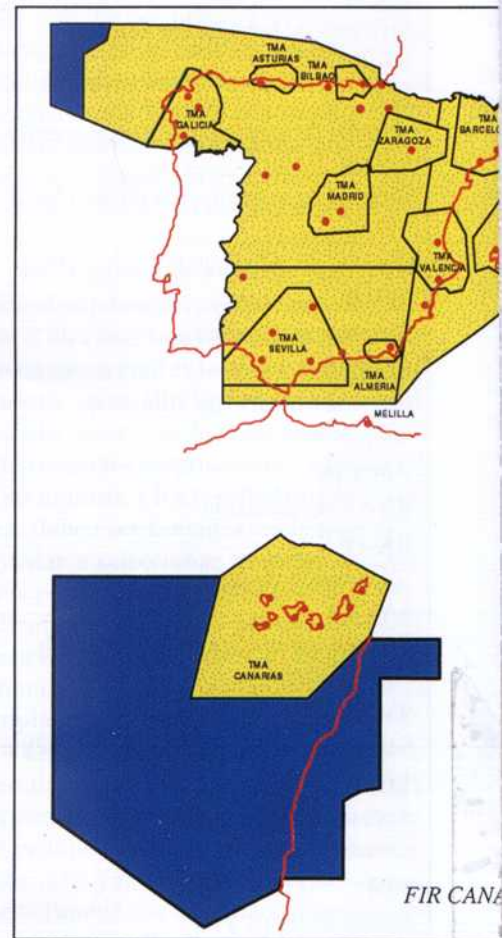 TMA
ASTURIAS
TMA
BILBAO
TMA
GALICIA
TMA
ZARAGOZA
TMA
BARCELO
TMA
MADRID
TMA
VALENCIA
TMA
SEVILLA
TMA
ALMERIA
MELILLA
TMA
CANARIAS
FIR CANA